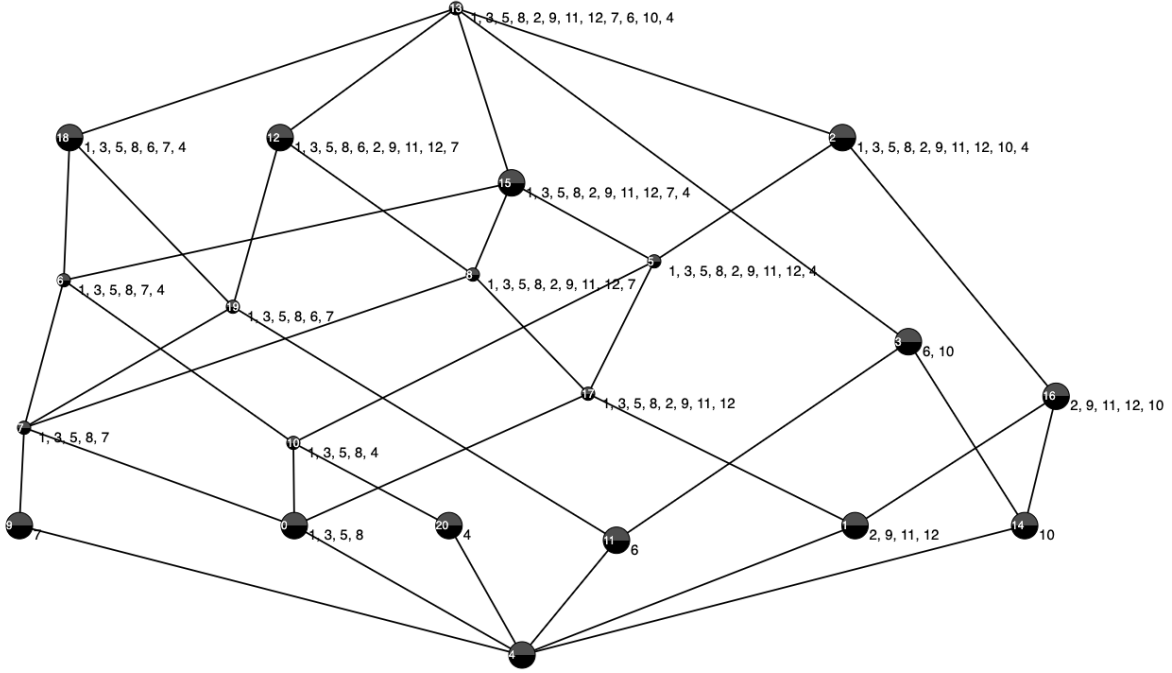 13
1, 3, 5, 8, 2, 9, 11, 12, 7, 6, 10, 4
18
1, 3, 5, 8, 6, 7, 4
12
1, 3, 5, 8, 6, 2, 9, 11, 12, 7
2
1, 3, 5, 8, 2, 9, 11, 12, 10, 4
15
1, 3, 5, 8, 2, 9, 11, 12, 7, 4
5
1, 3, 5, 8, 2, 9, 11, 12, 4
8
1, 3, 5, 8, 2, 9, 11, 12, 7
6
1, 3, 5, 8, 7, 4
19
1, 3, 5, 8, 6, 7
3
6, 10
17
1, 3, 5, 8, 2, 9, 11, 12
16
2, 9, 11, 12, 10
7
1, 3, 5, 8, 7
10
1, 3, 5, 8, 4
9
7
0
1, 3, 5, 8
20
4
11
6
1
2, 9, 11, 12
14
10
4